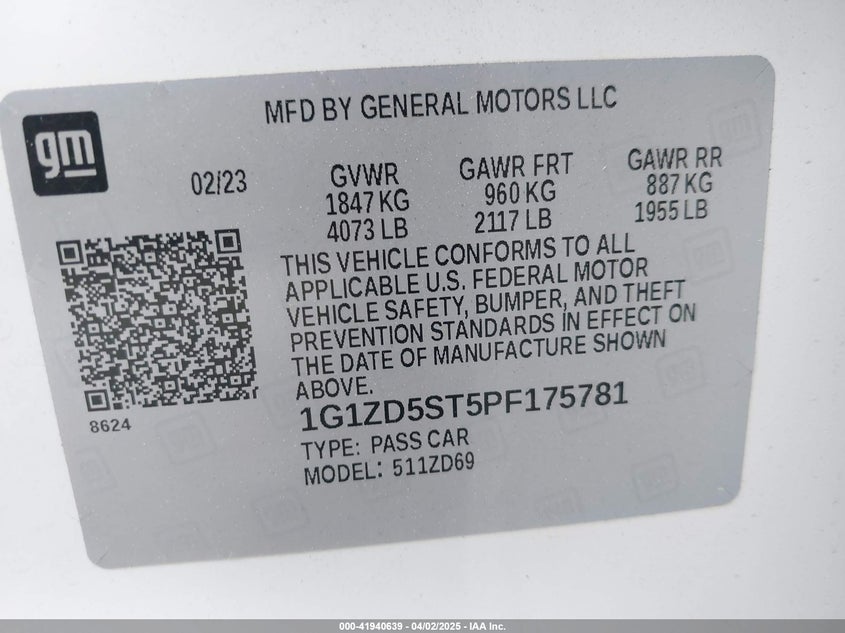 MFD BY GENERAL MOTORS LLC
gm
02/23
GVWR
1847 KG
4073 LB
GAWR FRT
960 KG
2117 LB
GAWR RR
887 KG
1955 LB
THIS VEHICLE CONFORMS TO ALL
APPLICABLE U.S. FEDERAL MOTOR
VEHICLE SAFETY, BUMPER, AND THEFT
PREVENTION STANDARDS IN EFFECT ON
THE DATE OF MANUFACTURE SHOWN
ABOVE.
8624
1G1ZD5ST5PF175781
TYPE: PASS CAR
MODEL: 511ZD69
000-41940639 - 04/02/2025 - IAA Inc.